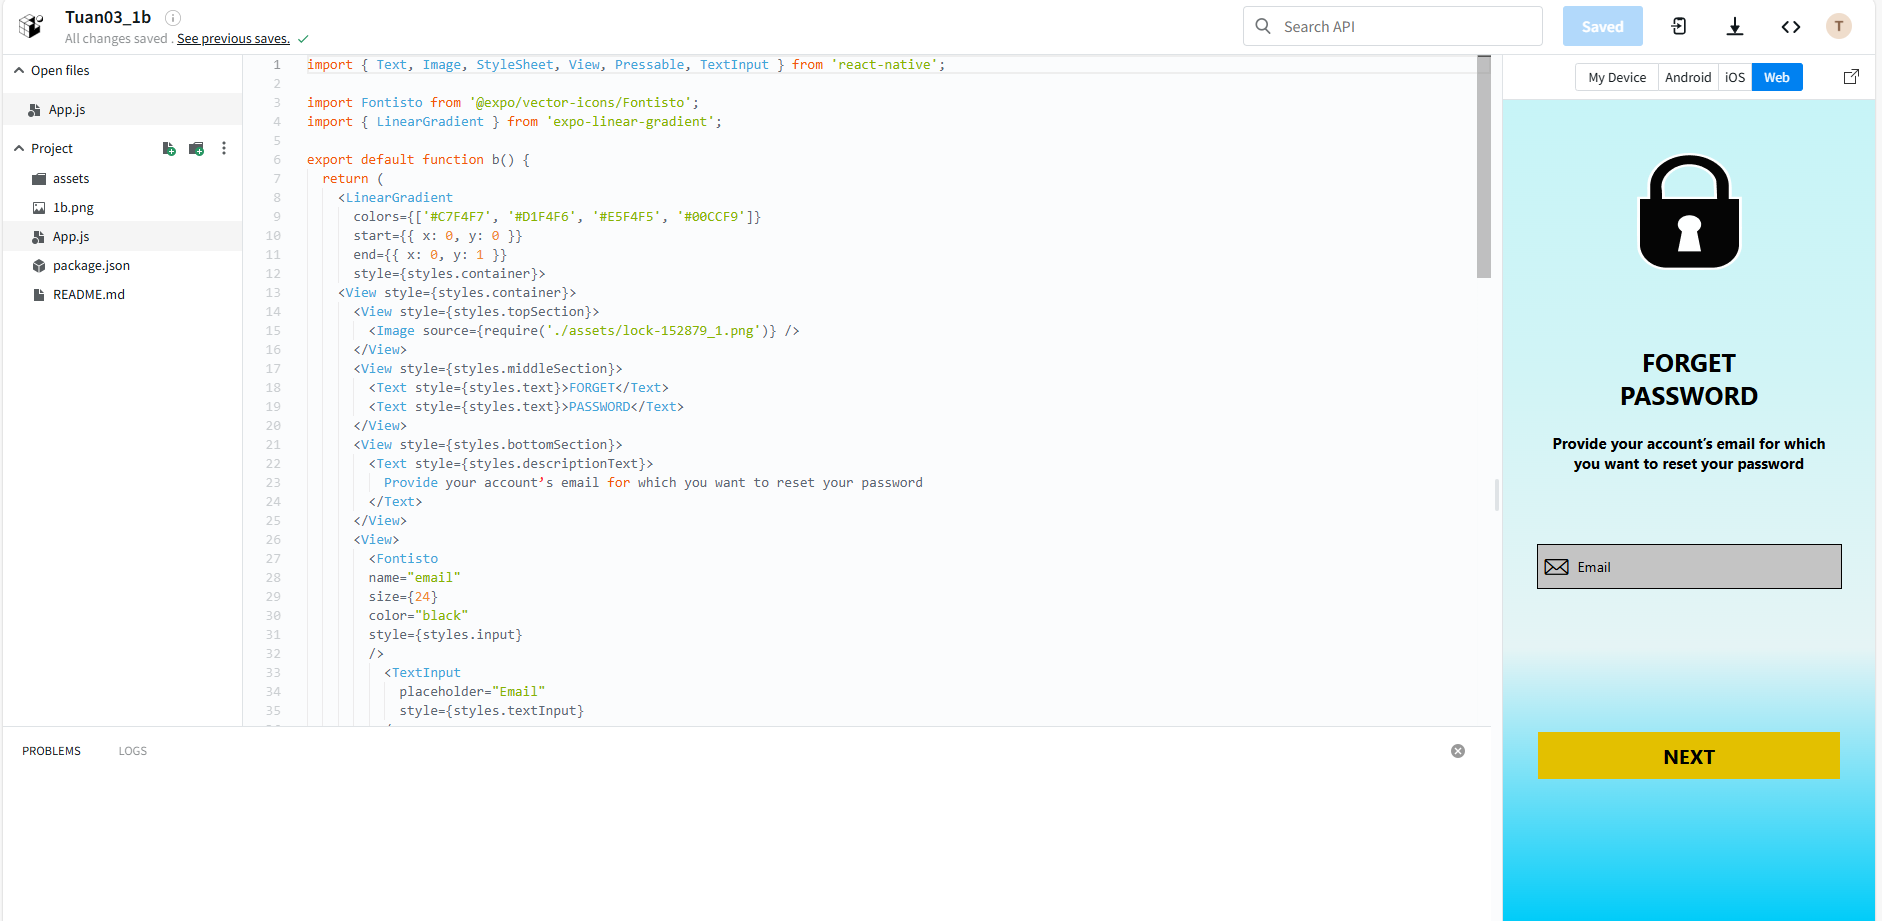 Tuan03_1b
All changes saved . See previous saves.
Search API
Saved
T
Open files
App.js
Project
assets
1b.png
App.js
package.json
README.md
1 import { Text, Image, StyleSheet, View, Pressable, TextInput } from 'react-native';
2
3 import Fontisto from '@expo/vector-icons/Fontisto';
4 import { LinearGradient } from 'expo-linear-gradient';
5
6 export default function b() {
7 return (
8 <LinearGradient
9 colors={['#C7F4F7', '#D1F4F6', '#E5F4F5', '#00CCF9']}
10 start={{ x: 0, y: 0 }}
11 end={{ x: 0, y: 1 }}
12 style={styles.container}>
13 <View style={styles.container}>
14 <View style={styles.topSection}>
15 <Image source={require('./assets/lock-152879_1.png')} />
16 </View>
17 <View style={styles.middleSection}>
18 <Text style={styles.text}>FORGET</Text>
19 <Text style={styles.text}>PASSWORD</Text>
20 </View>
21 <View style={styles.bottomSection}>
22 <Text style={styles.descriptionText}>
23 Provide your account’s email for which you want to reset your password
24 </Text>
25 </View>
26 <View>
27 <Fontisto
28 name="email"
29 size={24}
30 color="black"
31 style={styles.input}
32 />
33 <TextInput
34 placeholder="Email"
35 style={styles.textInput}
PROBLEMS
LOGS
My Device
Android
iOS
Web
FORGET
PASSWORD
Provide your account’s email for which
you want to reset your password
Email
NEXT